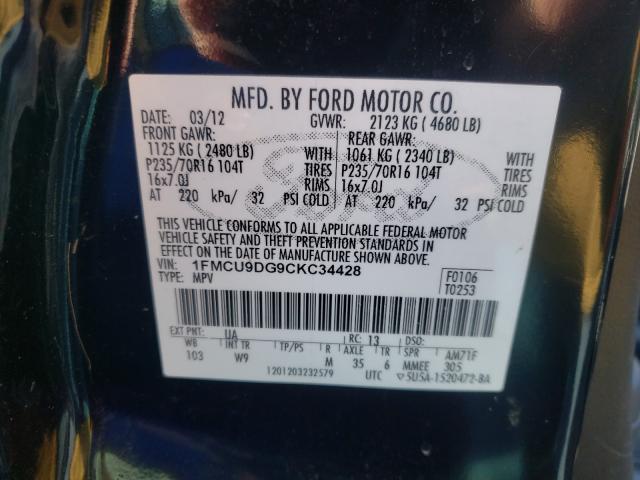 MFD. BY FORD MOTOR CO.
DATE: 03/12 GVWR: 2123 KG ( 4680 LB)
FRONT GAWR: REAR GAWR:
1125 KG ( 2480 LB) WITH 1061 KG ( 2340 LB) WITH
P235/70R16 104T TIRES P235/70R16 104T TIRES
16x7.0J RIMS 16x7.0J RIMS
AT 220 kPa/ 32 PSI COLD AT 220 kPa/ 32 PSI COLD
THIS VEHICLE CONFORMS TO ALL APPLICABLE FEDERAL MOTOR
VEHICLE SAFETY AND THEFT PREVENTION STANDARDS IN
EFFECT ON THE DATE OF MANUFACTURE SHOWN ABOVE.
VIN: 1FMCU9DG9CKC34428 F0106
TYPE: MPV T0253
EXT PNT: UA RC: 13 DSO:
WB INT TR TP/PS R AXLE TR SPR AM71F
103 W9 M 35 6 MMEE 305
1201203232579 UTC ▽5U5A-1520472-BA
Ford